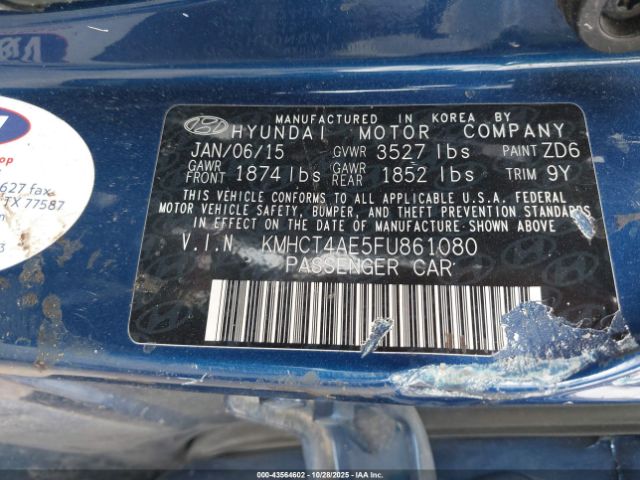 MANUFACTURED IN KOREA BY
HYUNDAI MOTOR COMPANY
JAN/06/15 GVWR 3527 lbs PAINT ZD6
GAWR FRONT 1874 lbs GAWR REAR 1852 lbs TRIM 9Y
THIS VEHICLE CONFORMS TO ALL APPLICABLE U.S.A. FEDERAL
MOTOR VEHICLE SAFETY, BUMPER, AND THEFT PREVENTION STANDARDS
IN EFFECT ON THE DATE OF MANUFACTURE SHOWN ABOVE.
V.I.N. KMHCT4AE5FU861080
PASSENGER CAR
627 fax
TX 77587
000-43564602 | 10/28/2025 | Copyright © IAA, LLC